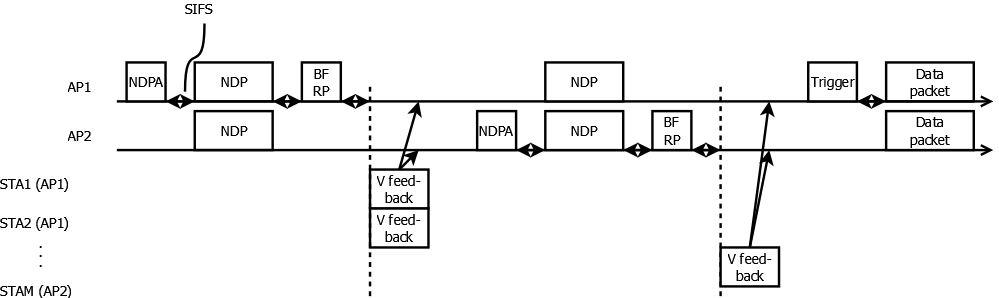 SIFS
NDPA
NDP
BF
RP
NDP
Trigger
Data
packet
AP1
NDP
NDPA
NDP
BF
RP
Data
packet
AP2
STA1 (AP1)
V feed-
back
STA2 (AP1)
V feed-
back
V feed-
back
STAM (AP2)